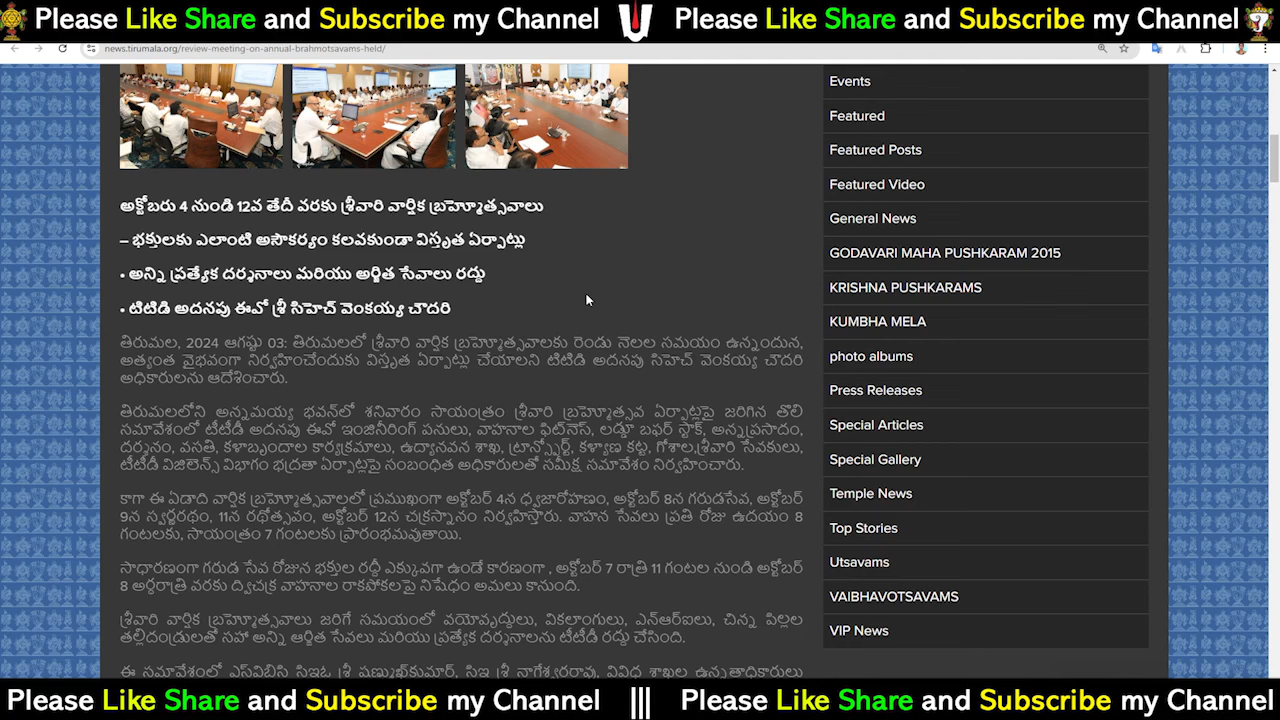 Please Like Share and Subscribe my Channel Please Like Share and Subscribe my Channel
news.tirumala.org/review-meeting-on-annual-brahmotsavams-held/
అక్టోబరు 4 నుండి 12వ తేదీ వరకు శ్రీవారి వార్షిక బ్రహ్మోత్సవాలు
– భక్తులకు ఎలాంటి అసౌకర్యం కలవకుండా విస్తృత ఏర్పాట్లు
• అన్ని ప్రత్యేక దర్శనాలు మరియు అర్జిత సేవాలు రద్దు
• టిటిడి అదనపు ఈవో శ్రీ సిహెచ్ వెంకయ్య చౌదరి
తిరుమల, 2024 ఆగష్టు 03: తిరుమలలో శ్రీవారి వార్షిక బ్రహ్మోత్సవాలకు రెండు నెలల సమయం ఉన్నందున,
అత్యంత వైభవంగా నిర్వహించేందుకు విస్తృత ఏర్పాట్లు చేయాలని టిటిడి అదనపు సిహెచ్ వెంకయ్య చౌదరి
అధికారులను ఆదేశించారు.
తిరుమలలోని అన్నమయ్య భవన్‌లో శనివారం సాయంత్రం శ్రీవారి బ్రహ్మోత్సవ ఏర్పాట్లపై జరిగిన తొలి
సమావేశంలో టీటీడీ అదనపు ఈవో ఇంజినీరింగ్ పనులు, వాహనాల ఫిట్‌నెస్, లడ్డూ బఫర్ స్టాక్, అన్నప్రసాదం,
దర్శనం, వసతి, కళాబృందాల కార్యక్రమాలు, ఉద్యానవన శాఖ, ట్రాన్స్పోర్ట్, కళ్యాణ కట్ట, గోశాల,శ్రీవారి సేవకులు,
టీటీడీ విజిలెన్స్ విభాగం భద్రతా ఏర్పాట్లపై సంబంధిత అధికారులతో సమీక్ష సమావేశం నిర్వహించారు.
కాగా ఈ ఏడాది వార్షిక బ్రహ్మోత్సవాలలో ప్రముఖంగా అక్టోబర్ 4న ధ్వజారోహణం, అక్టోబర్ 8న గరుడసేవ, అక్టోబర్
9న స్వర్ణరథం, 11న రథోత్సవం, అక్టోబర్ 12న చక్రస్నానం నిర్వహిస్తారు. వాహన సేవలు ప్రతి రోజు ఉదయం 8
గంటలకు, సాయంత్రం 7 గంటలకు ప్రారంభమవుతాయి.
సాధారణంగా గరుడ సేవ రోజున భక్తుల రద్దీ ఎక్కువగా ఉండే కారణంగా , అక్టోబర్ 7 రాత్రి 11 గంటల నుండి అక్టోబర్
8 అర్ధరాత్రి వరకు ద్విచక్ర వాహనాల రాకపోకలపై నిషేధం అమలు కానుంది.
శ్రీవారి వార్షిక బ్రహ్మోత్సవాలు జరిగే సమయంలో వయోవృద్ధులు, వికలాంగులు, ఎన్ఆర్ఐలు, చిన్న పిల్లల
తల్లిదండ్రులతో సహా అన్ని ఆర్జిత సేవలు మరియు ప్రత్యేక దర్శనాలను టీటీడీ రద్దు చేసింది.
ఈ సమావేశంలో ఎస్‌విబిసి సిఇఓ శ్రీ షణ్ముఖ్‌కుమార్, సిఇ శ్రీ నాగేశ్వరరావు, వివిధ శాఖల ఉన్నతాధికారులు
Events
Featured
Featured Posts
Featured Video
General News
GODAVARI MAHA PUSHKARAM 2015
KRISHNA PUSHKARAMS
KUMBHA MELA
photo albums
Press Releases
Special Articles
Special Gallery
Temple News
Top Stories
Utsavams
VAIBHAVOTSAVAMS
VIP News
Please Like Share and Subscribe my Channel ||| Please Like Share and Subscribe my Channel